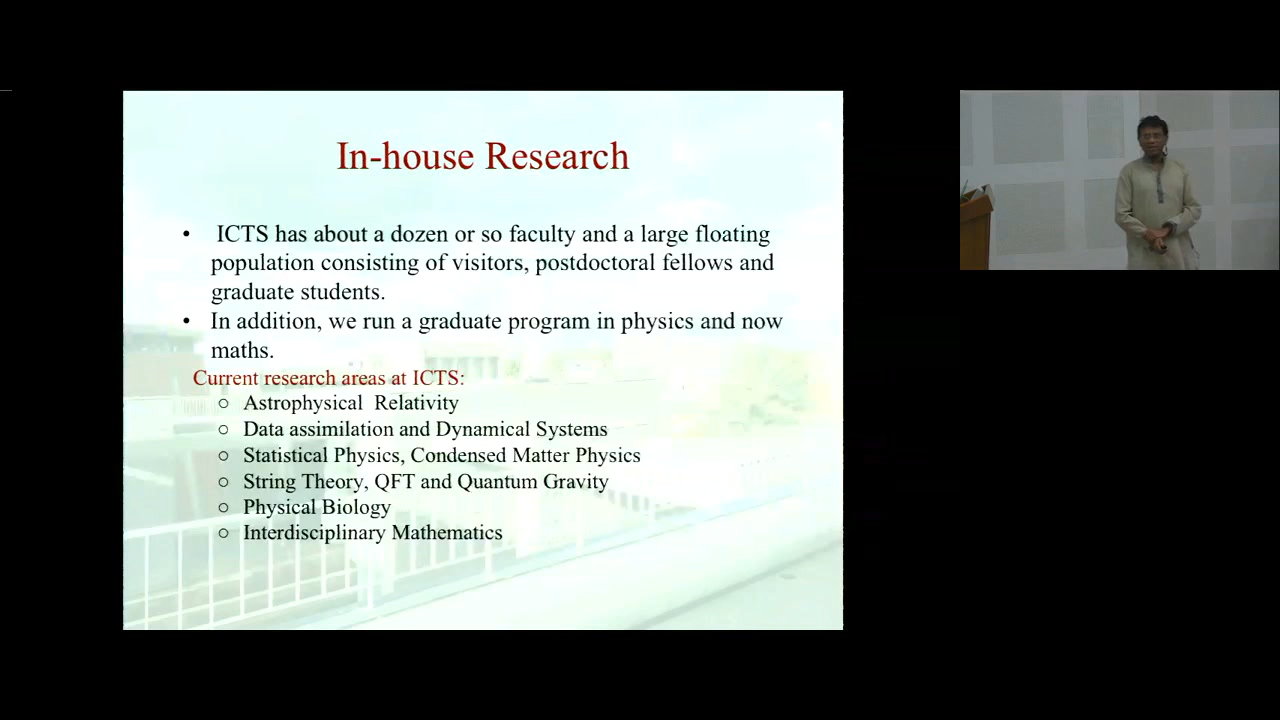 In-house Research
• ICTS has about a dozen or so faculty and a large floating
population consisting of visitors, postdoctoral fellows and
graduate students.
• In addition, we run a graduate program in physics and now
maths.
Current research areas at ICTS:
○ Astrophysical Relativity
○ Data assimilation and Dynamical Systems
○ Statistical Physics, Condensed Matter Physics
○ String Theory, QFT and Quantum Gravity
○ Physical Biology
○ Interdisciplinary Mathematics